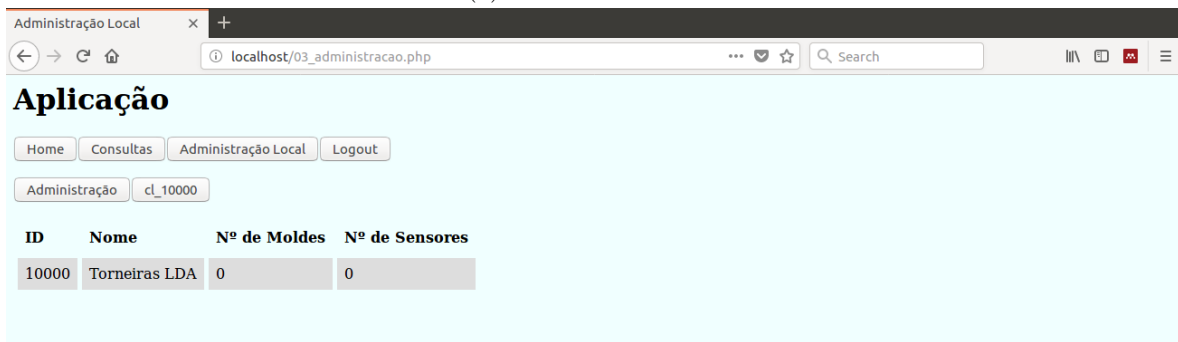 Administração Local
localhost/03_administracao.php
Search
Aplicação
Home Consultas Administração Local Logout
Administração cl_10000
ID Nome Nº de Moldes Nº de Sensores
10000 Torneiras LDA 0 0